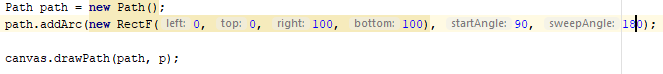 Path path = new Path();
path.addArc(new RectF( left: 0, top: 0, right: 100, bottom: 100), startAngle: 90, sweepAngle: 180);
canvas.drawPath(path, p);